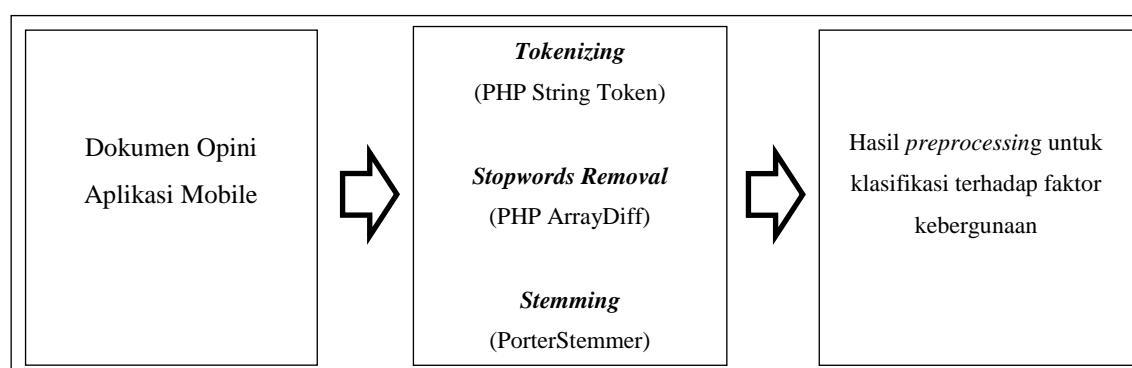 Dokumen Opini
Aplikasi Mobile
Tokenizing
(PHP String Token)
Stopwords Removal
(PHP ArrayDiff)
Stemming
(PorterStemmer)
Hasil preprocessing untuk
klasifikasi terhadap faktor
kebergunaan